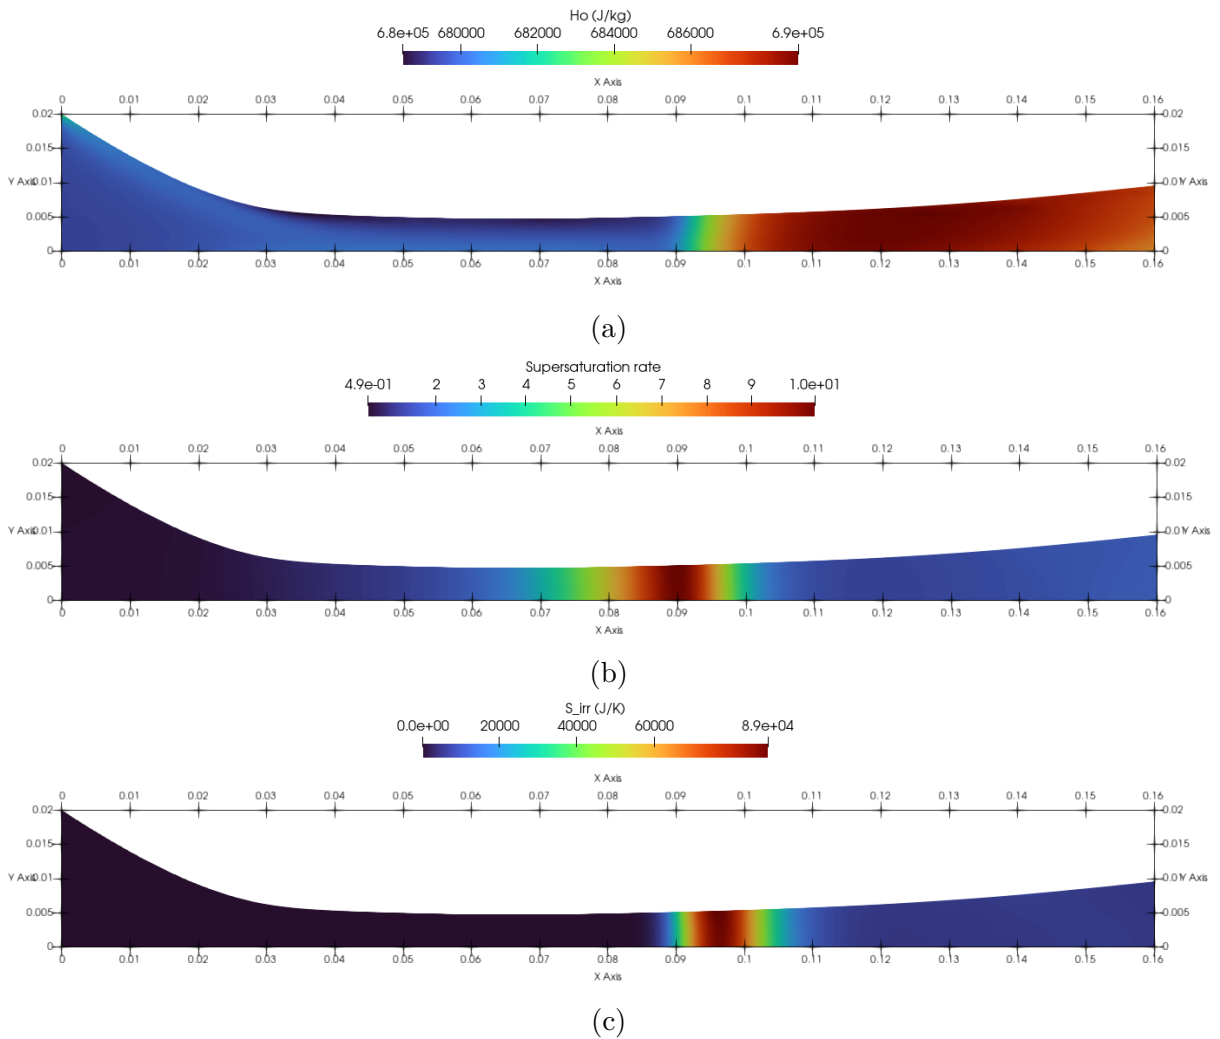 Ho (J/kg)
6.8e+05 680000 682000 684000 686000 6.9e+05
X Axis
0 0.01 0.02 0.03 0.04 0.05 0.06 0.07 0.08 0.09 0.1 0.11 0.12 0.13 0.14 0.15 0.16
0.02 0.02
0.015 0.015
Y Axis 0.01 0.01 Y Axis
0.005 0.005
0 0
0 0.01 0.02 0.03 0.04 0.05 0.06 0.07 0.08 0.09 0.1 0.11 0.12 0.13 0.14 0.15 0.16
X Axis
(a)
Supersaturation rate
4.9e-01 2 3 4 5 6 7 8 9 1.0e+01
X Axis
0 0.01 0.02 0.03 0.04 0.05 0.06 0.07 0.08 0.09 0.1 0.11 0.12 0.13 0.14 0.15 0.16
0.02 0.02
0.015 0.015
Y Axis 0.01 0.01 Y Axis
0.005 0.005
0 0
0 0.01 0.02 0.03 0.04 0.05 0.06 0.07 0.08 0.09 0.1 0.11 0.12 0.13 0.14 0.15 0.16
X Axis
(b)
S_irr (J/K)
0.0e+00 20000 40000 60000 8.9e+04
X Axis
0 0.01 0.02 0.03 0.04 0.05 0.06 0.07 0.08 0.09 0.1 0.11 0.12 0.13 0.14 0.15 0.16
0.02 0.02
0.015 0.015
Y Axis 0.01 0.01 Y Axis
0.005 0.005
0 0
0 0.01 0.02 0.03 0.04 0.05 0.06 0.07 0.08 0.09 0.1 0.11 0.12 0.13 0.14 0.15 0.16
X Axis
(c)